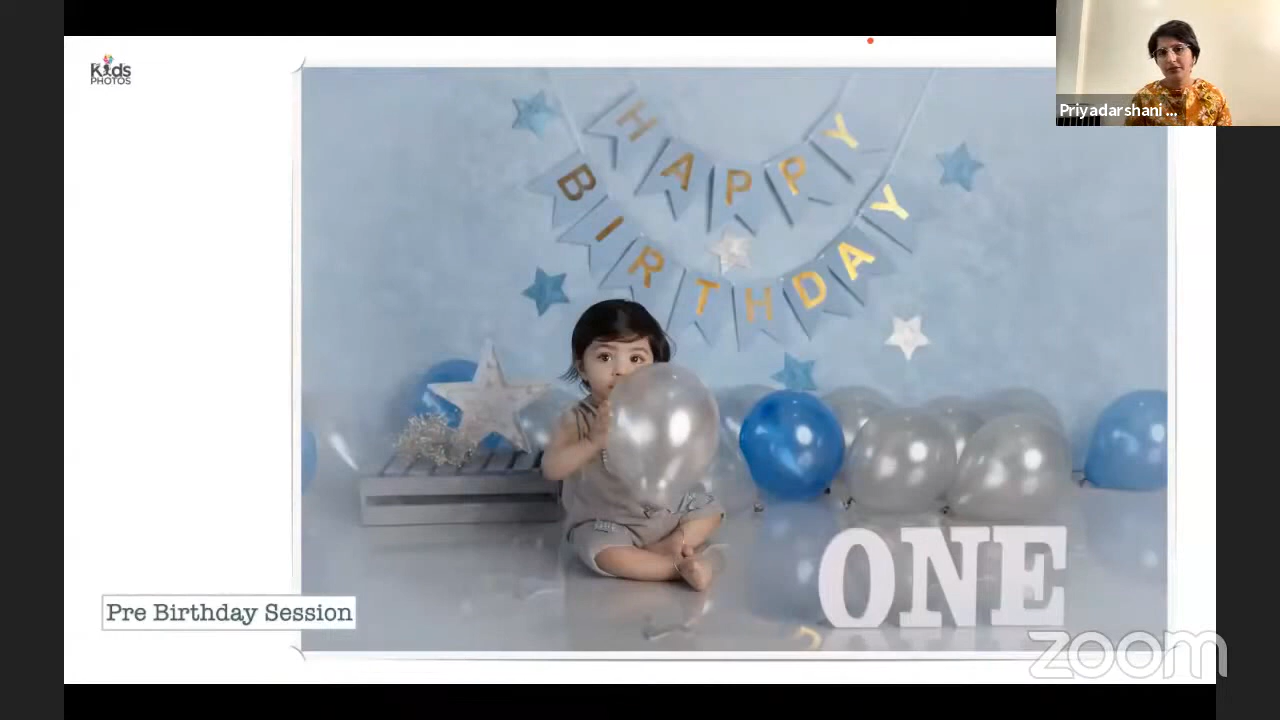 Kids
PHOTOS
HAPPY
BIRTHDAY
ONE
Pre Birthday Session
Priyadarshani ...
zoom